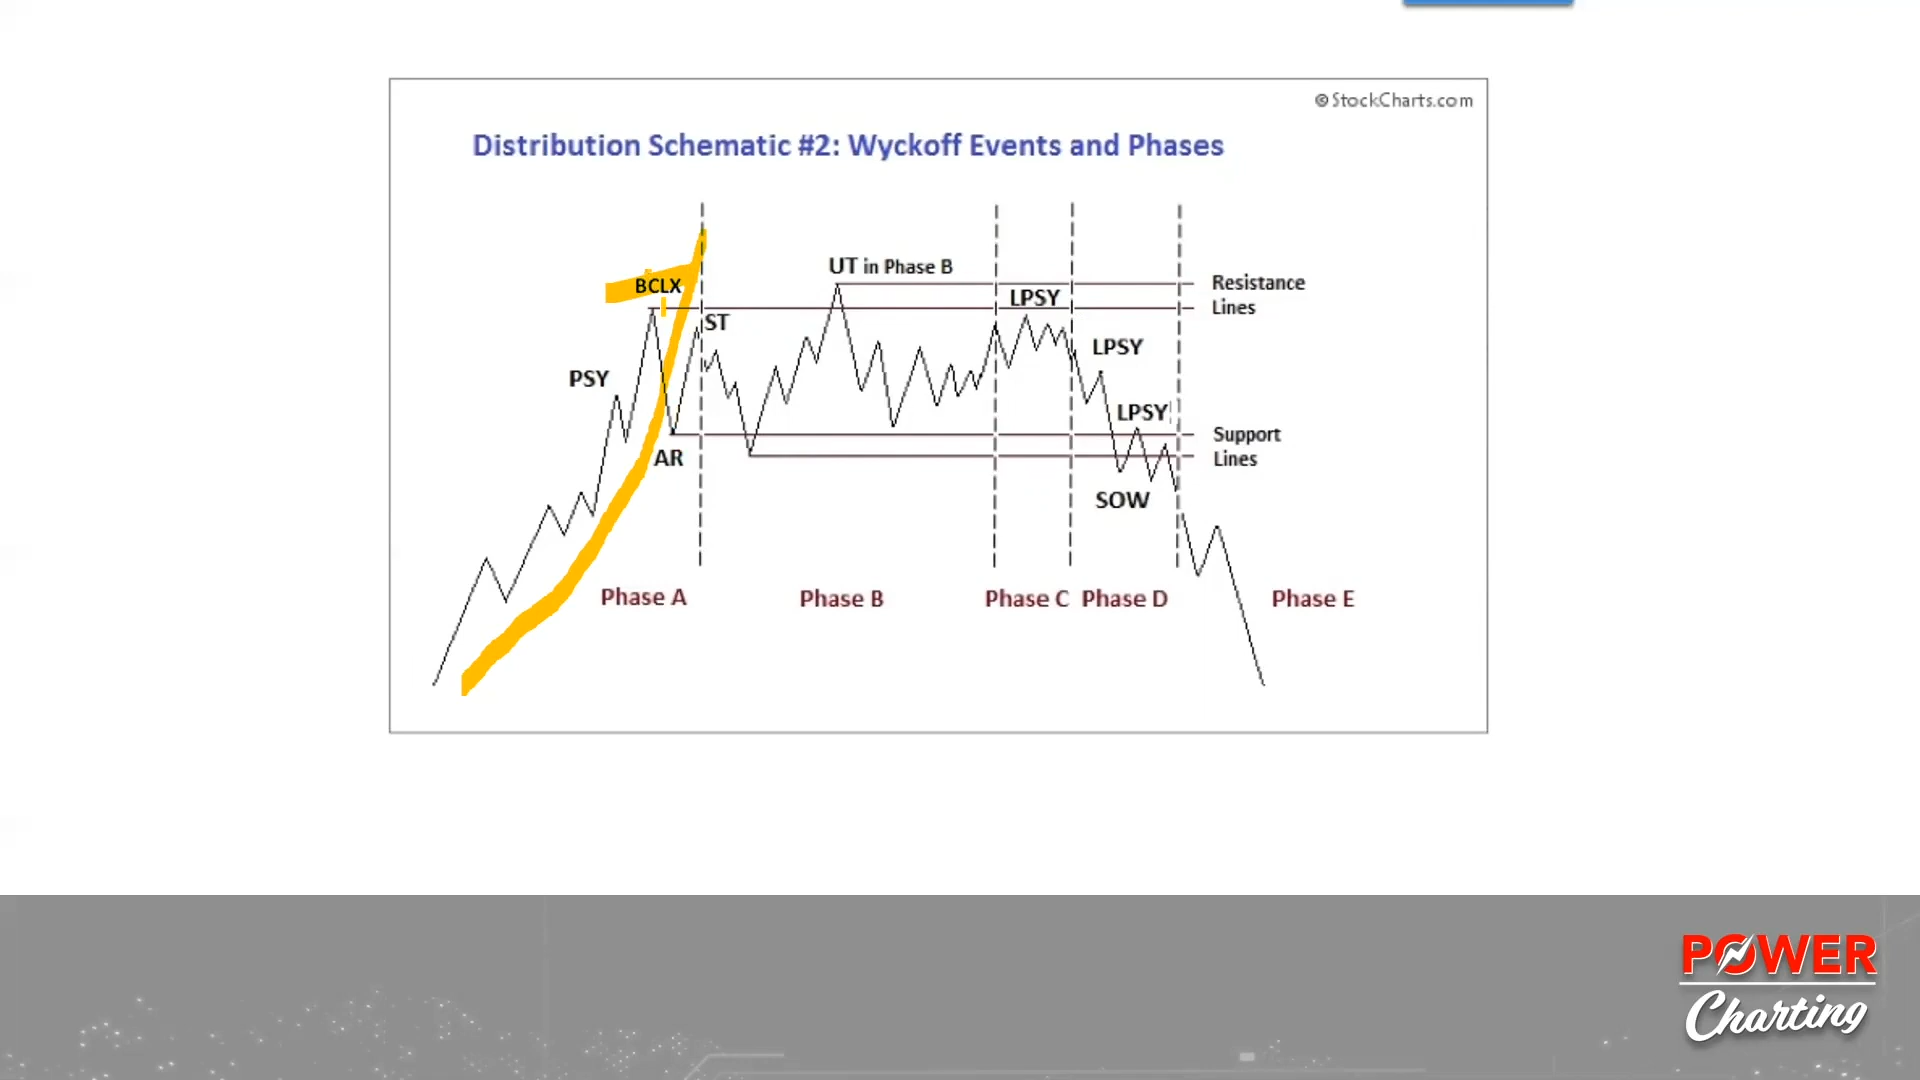 © StockCharts.com
Distribution Schematic #2: Wyckoff Events and Phases
UT in Phase B
Resistance
Lines
BCLX
LPSY
ST
LPSY
PSY
LPSY
Support
Lines
AR
SOW
Phase A
Phase B
Phase C
Phase D
Phase E
POWER
Charting